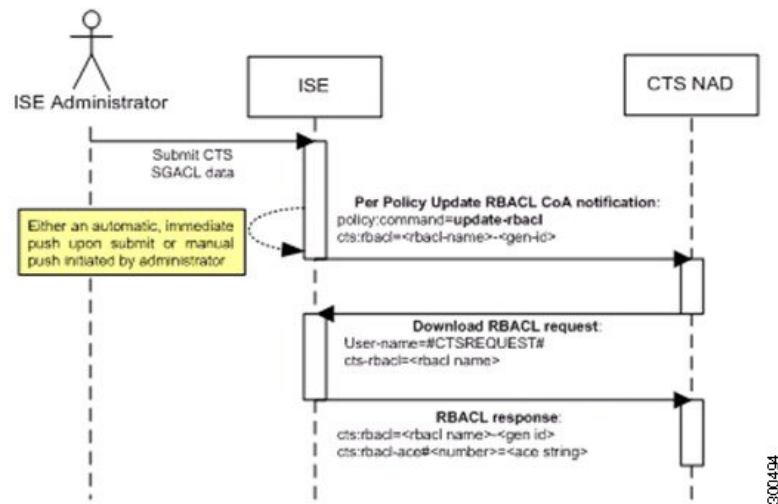 ISE Administrator
ISE
CTS NAD
Submit CTS
SGACL data
Either an automatic, immediate
push upon submit or manual
push initiated by administrator
Per Policy Update RBACL CoA notification:
policy:command=update-rbacl
cts:rbacl=<rbacl-name>-<gen-id>
Download RBACL request:
User-name=#CTSREQUEST#
cts-rbacl=<rbacl name>
RBACL response:
cts:rbacl=<rbacl name>-<gen id>
cts:rbacl-ace#<number>=<ace string>
300494